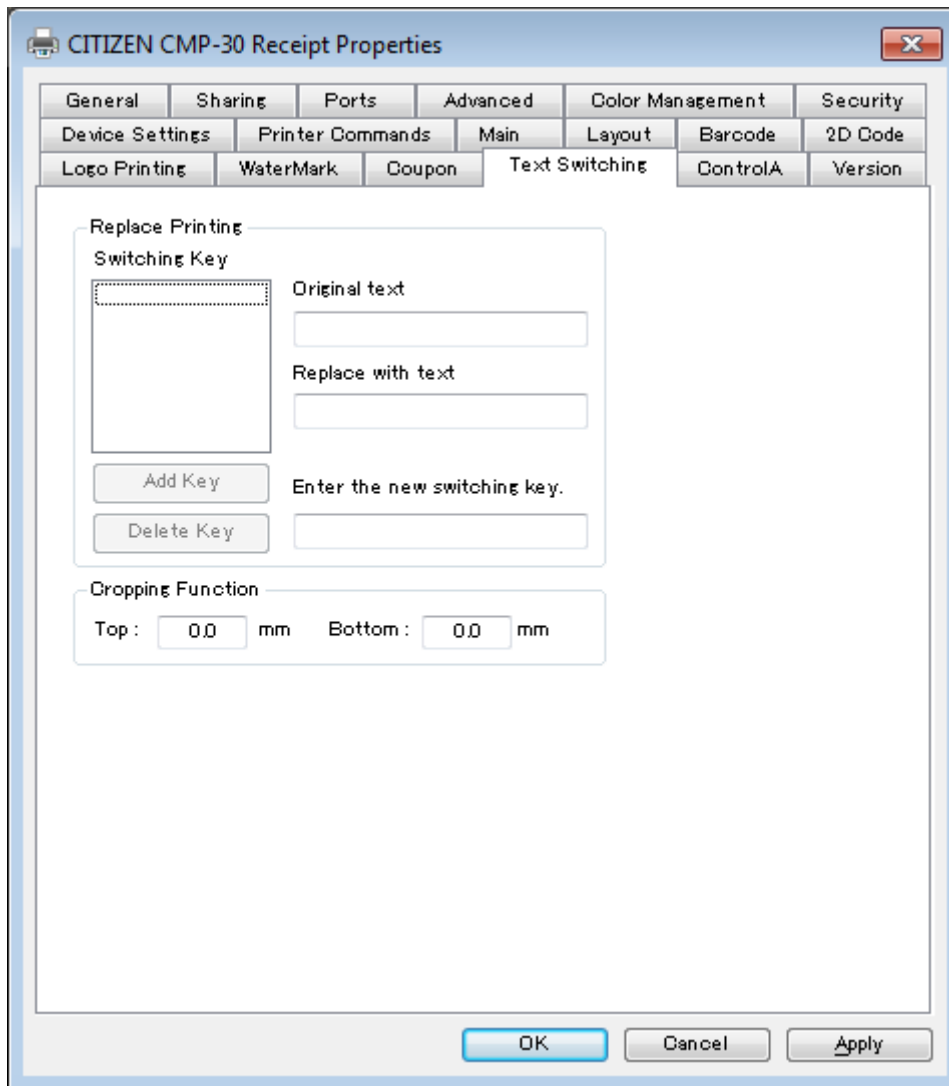 CITIZEN CMP-30 Receipt Properties
General Sharing Ports Advanced Color Management Security
Device Settings Printer Commands Main Layout Barcode 2D Code
Logo Printing WaterMark Coupon Text Switching ControlA Version
Replace Printing
Switching Key
Original text
Replace with text
Add Key
Enter the new switching key.
Delete Key
Cropping Function
Top : 0.0 mm Bottom : 0.0 mm
OK Cancel Apply